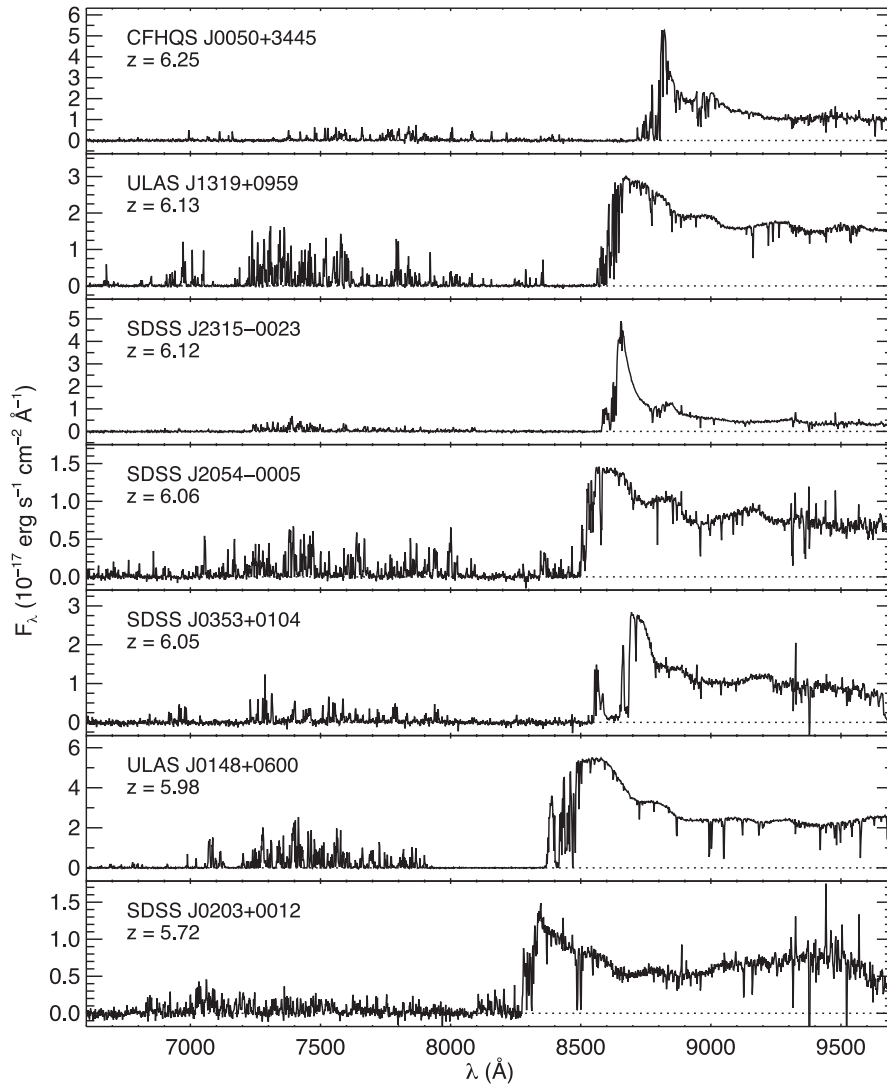 CFHQS J0050+3445
z = 6.25
6
5
4
3
2
1
0
ULAS J1319+0959
z = 6.13
3
2
1
0
SDSS J2315−0023
z = 6.12
5
4
3
2
1
0
SDSS J2054−0005
z = 6.06
1.5
1.0
0.5
0.0
SDSS J0353+0104
z = 6.05
3
2
1
0
ULAS J0148+0600
z = 5.98
6
4
2
0
SDSS J0203+0012
z = 5.72
1.5
1.0
0.5
0.0
F_λ (10⁻¹⁷ erg s⁻¹ cm⁻² Å⁻¹)
7000 7500 8000 8500 9000 9500
λ (Å)